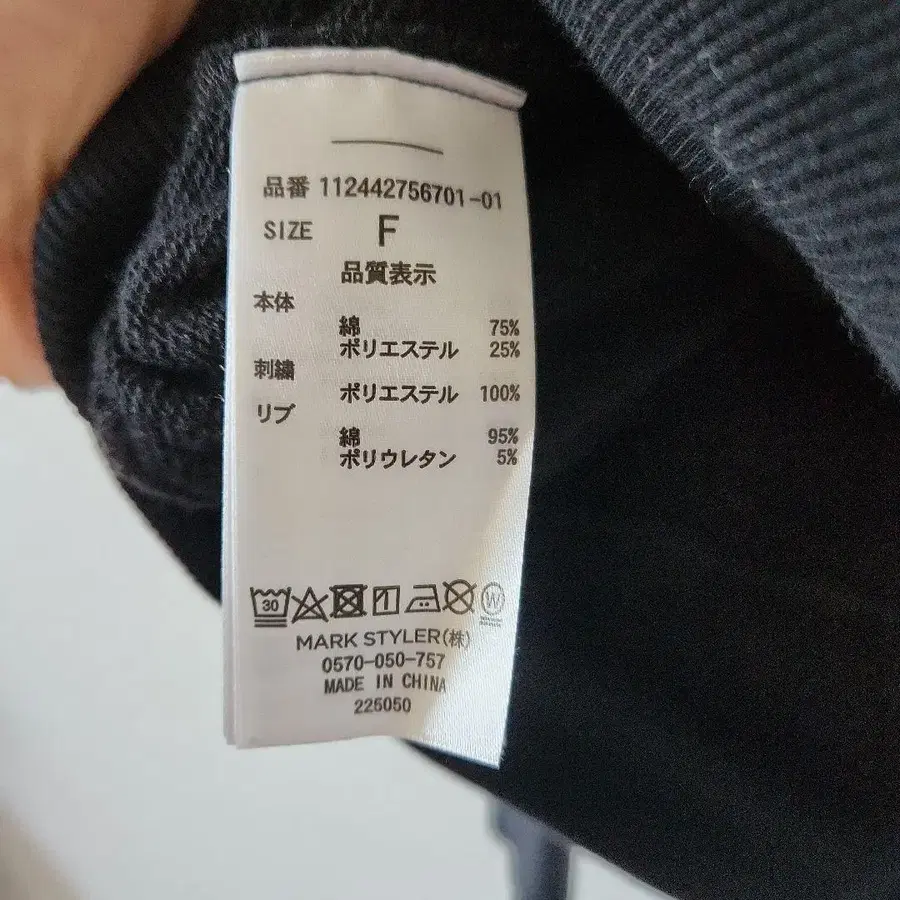 品番 112442756701-01
SIZE F
品質表示
本体
綿 75%
ポリエステル 25%
刺繍
ポリエステル 100%
リブ
綿 95%
ポリウレタン 5%
30
W
MARK STYLER(株)
0570-050-757
MADE IN CHINA
225050